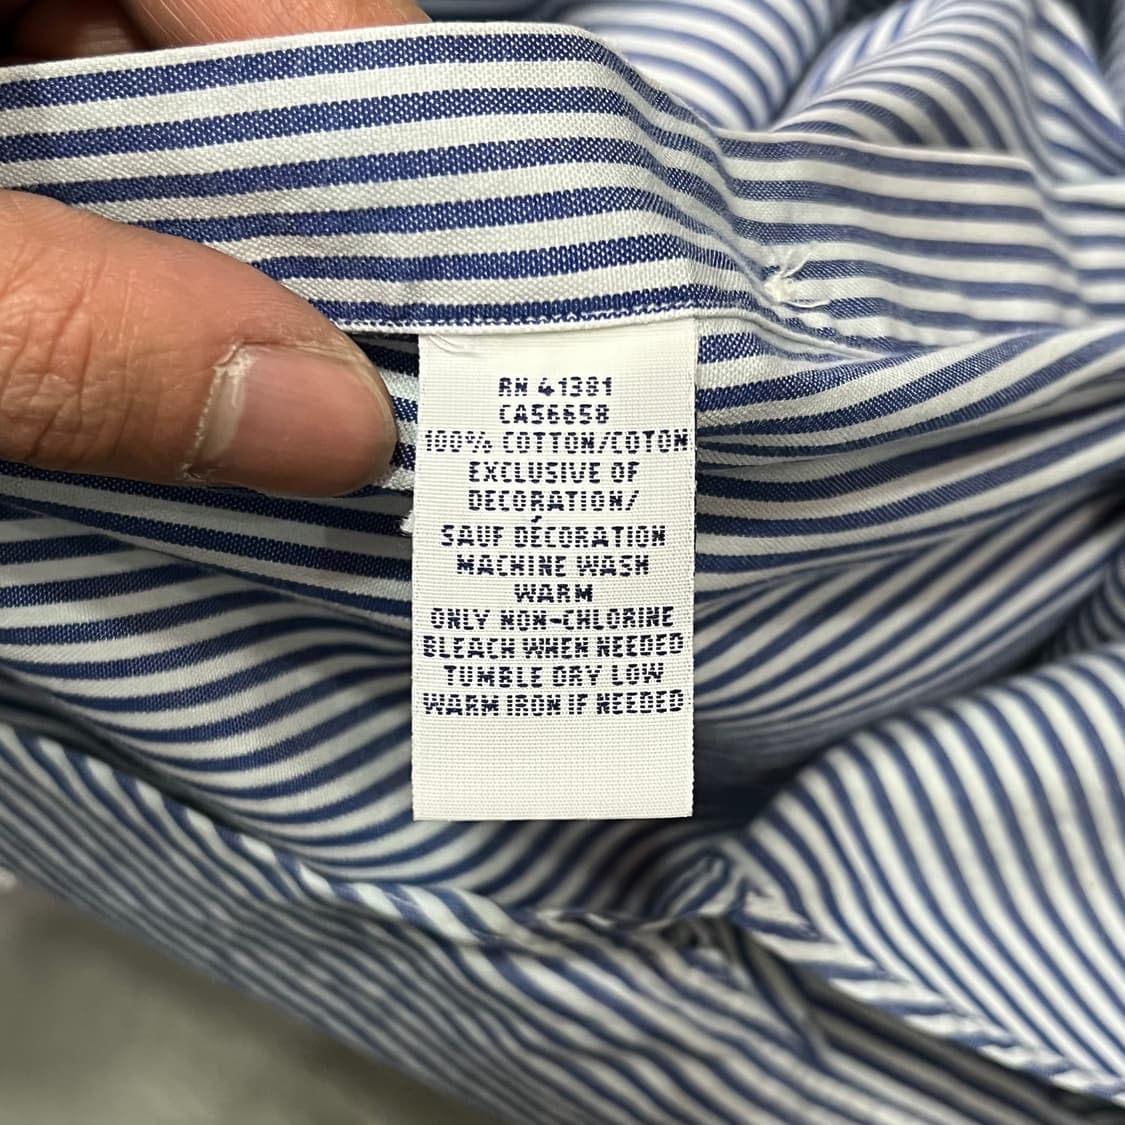 RN 41381
CA56658
100% COTTON/COTON
EXCLUSIVE OF
DECORATION/
SAUF DÉCORATION
MACHINE WASH
WARM
ONLY NON-CHLORINE
BLEACH WHEN NEEDED
TUMBLE DRY LOW
WARM IRON IF NEEDED